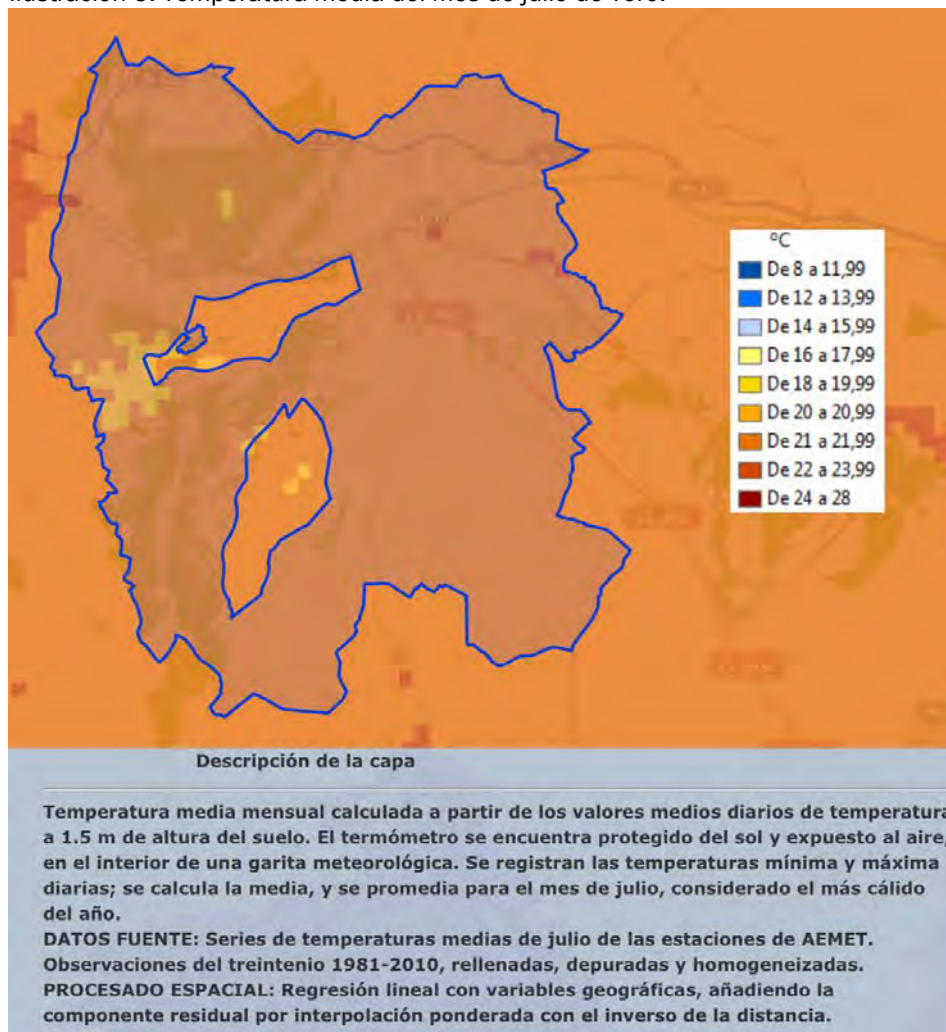 ºC
De 8 a 11,99
De 12 a 13,99
De 14 a 15,99
De 16 a 17,99
De 18 a 19,99
De 20 a 20,99
De 21 a 21,99
De 22 a 23,99
De 24 a 28
Descripción de la capa
Temperatura media mensual calculada a partir de los valores medios diarios de temperatura
a 1.5 m de altura del suelo. El termómetro se encuentra protegido del sol y expuesto al aire,
en el interior de una garita meteorológica. Se registran las temperaturas mínima y máxima
diarias; se calcula la media, y se promedia para el mes de julio, considerado el más cálido
del año.
DATOS FUENTE: Series de temperaturas medias de julio de las estaciones de AEMET.
Observaciones del treintenio 1981-2010, rellenadas, depuradas y homogeneizadas.
PROCESADO ESPACIAL: Regresión lineal con variables geográficas, añadiendo la
componente residual por interpolación ponderada con el inverso de la distancia.